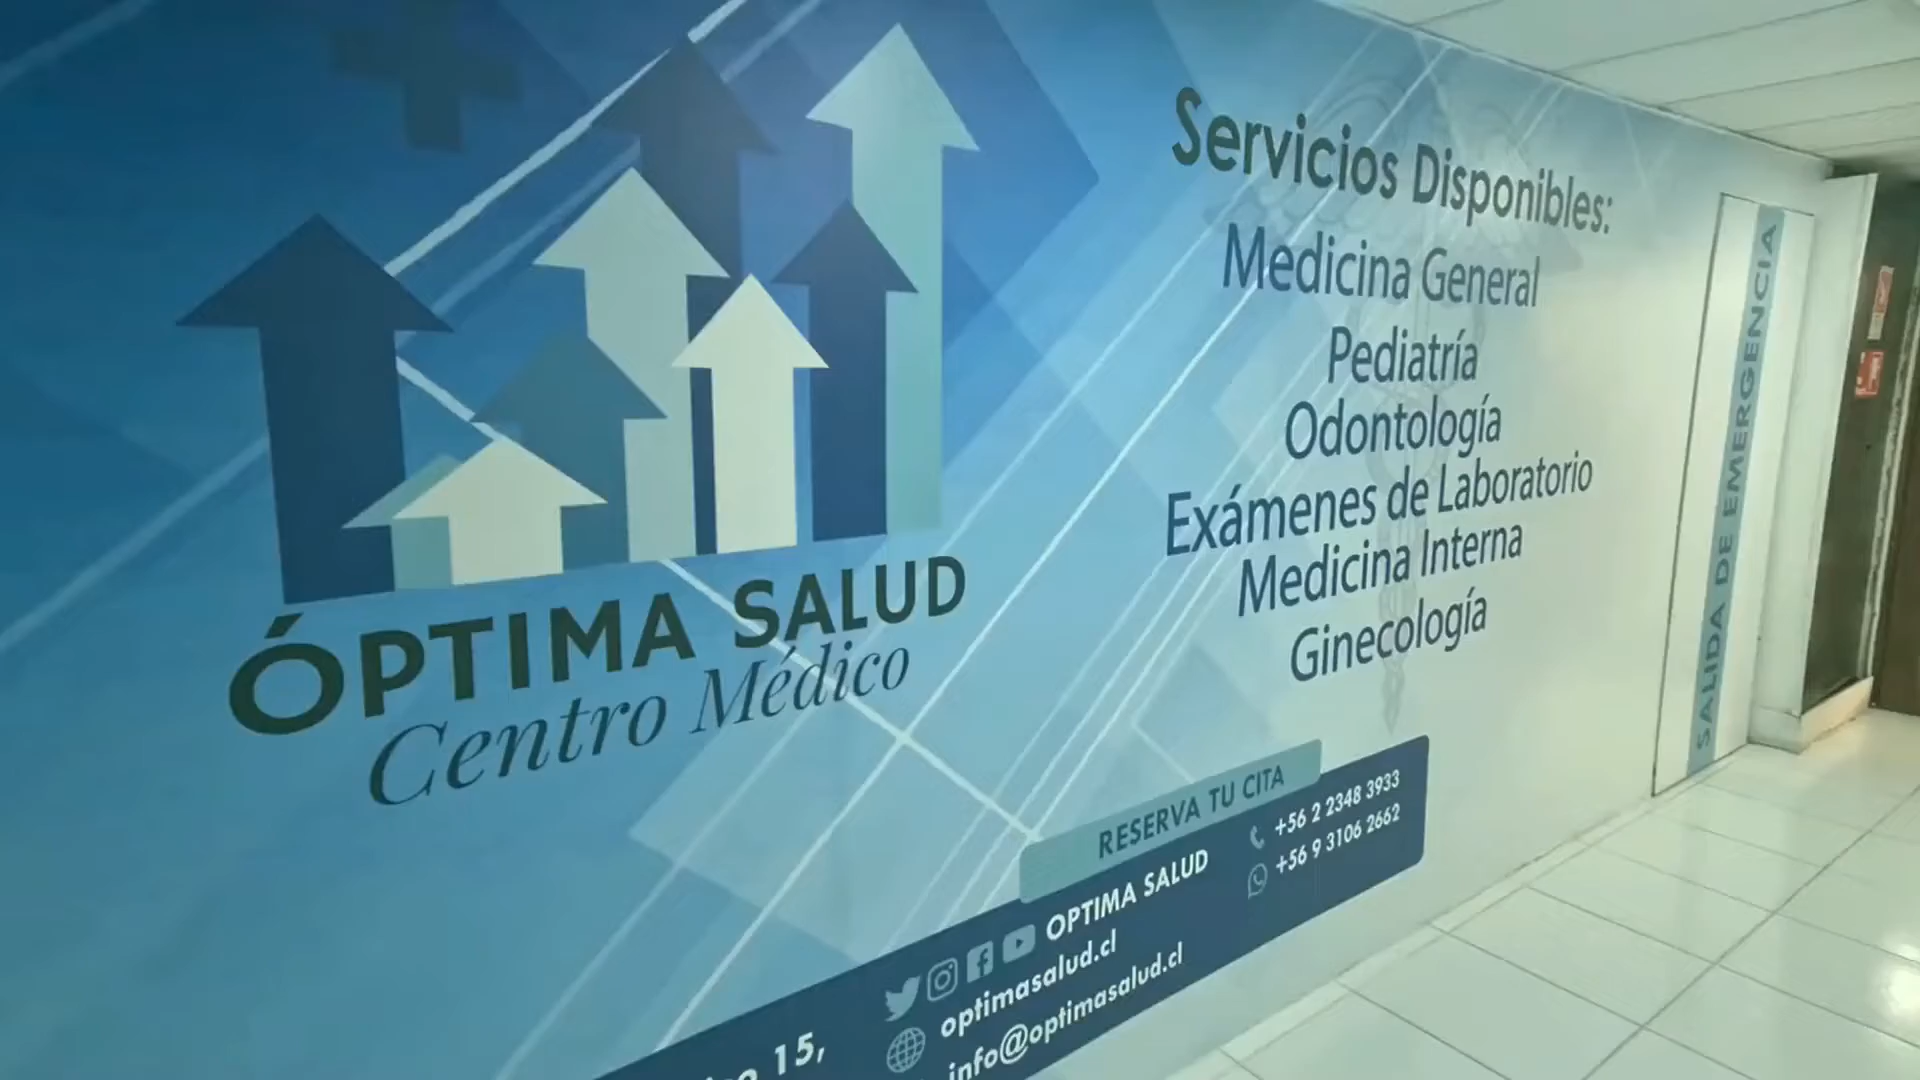 ÓPTIMA SALUD
Centro Médico
Servicios Disponibles:
Medicina General
Pediatría
Odontología
Exámenes de Laboratorio
Medicina Interna
Ginecología
RESERVA TU CITA
OPTIMA SALUD
optimasalud.cl
info@optimasalud.cl
+56 2 2348 3933
+56 9 3106 2662
15,
SALIDA DE EMERGENCIA